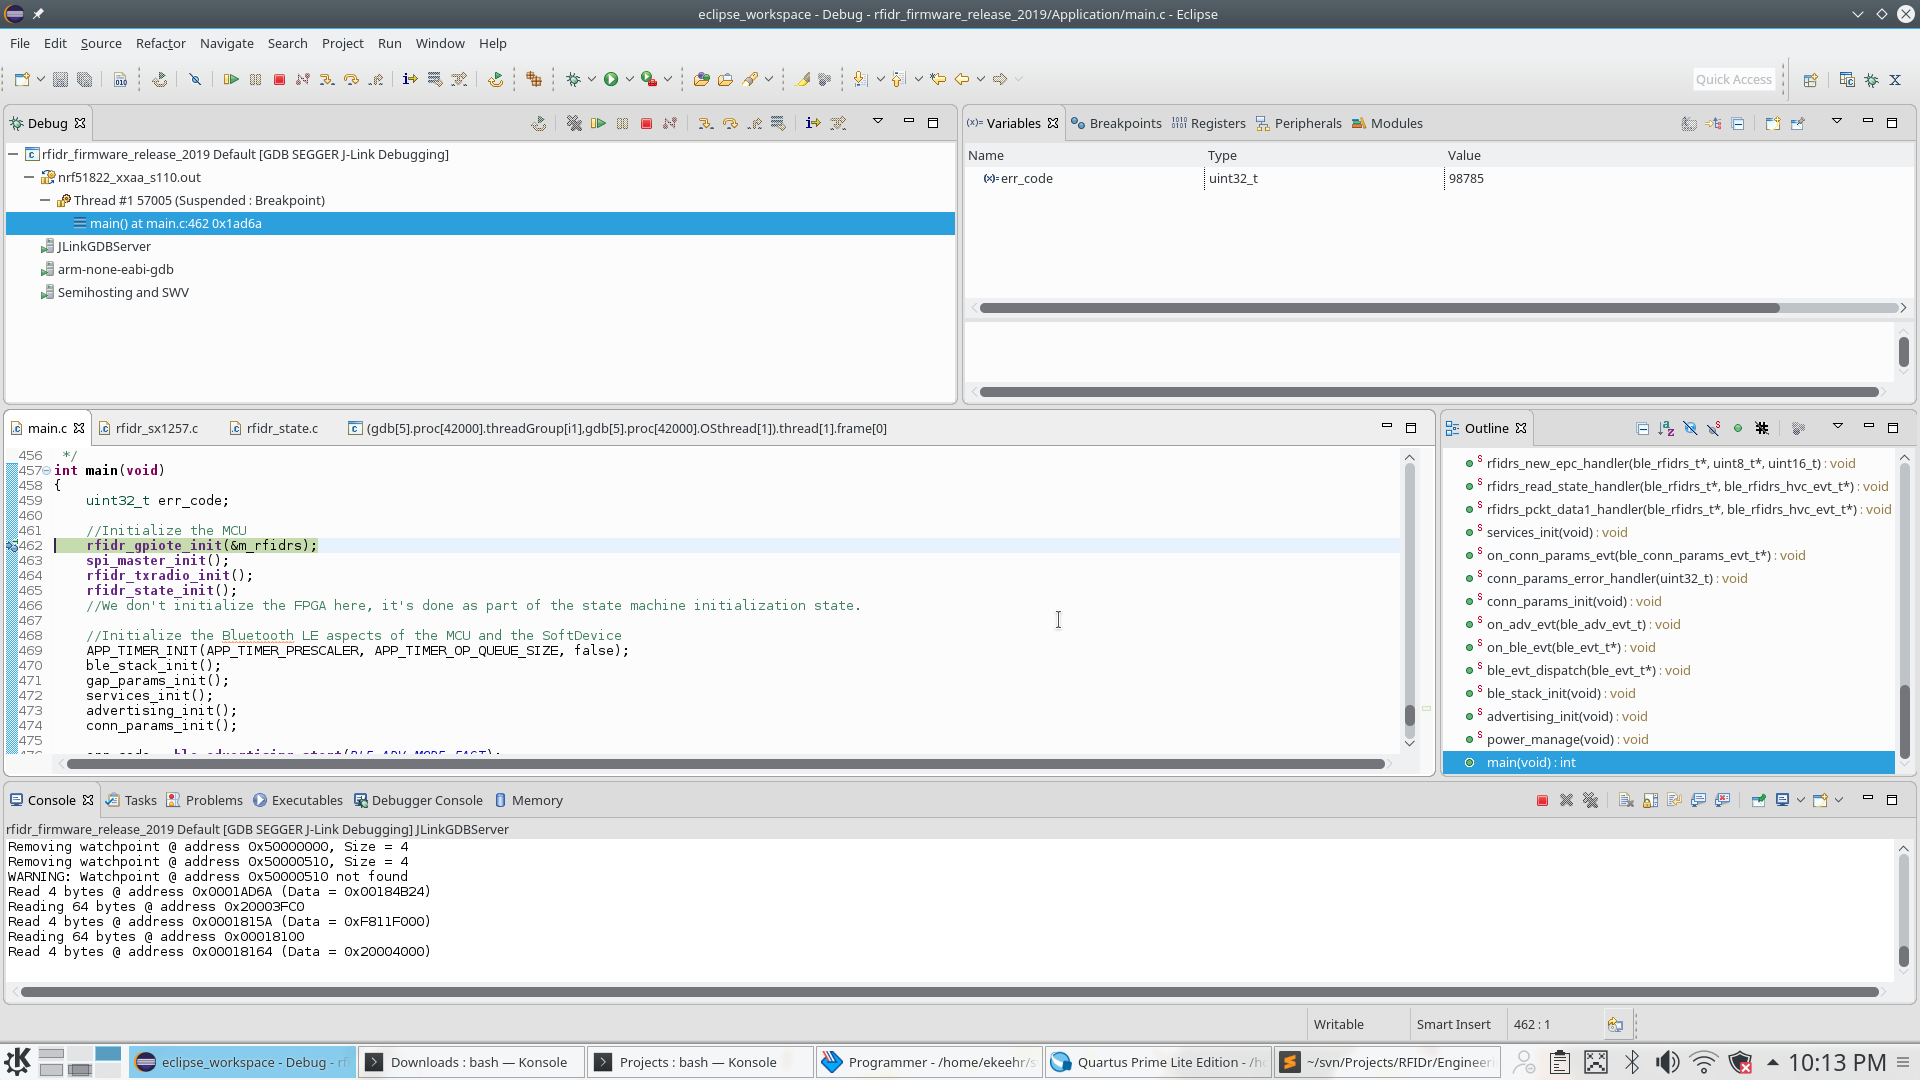 eclipse_workspace - Debug - rfidr_firmware_release_2019/Application/main.c - Eclipse
File Edit Source Refactor Navigate Search Project Run Window Help
Quick Access
Debug
rfidr_firmware_release_2019 Default [GDB SEGGER J-Link Debugging]
nrf51822_xxaa_s110.out
Thread #1 57005 (Suspended : Breakpoint)
main() at main.c:462 0x1ad6a
JLinkGDBServer
arm-none-eabi-gdb
Semihosting and SWV
Variables Breakpoints Registers Peripherals Modules
Name Type Value
err_code uint32_t 98785
main.c rfidr_sx1257.c rfidr_state.c (gdb[5].proc[42000].threadGroup[i1],gdb[5].proc[42000].OSthread[1]).thread[1].frame[0]
456 */
457 int main(void)
458 {
459 uint32_t err_code;
460
461 //Initialize the MCU
462 rfidr_gpiote_init(&m_rfidrs);
463 spi_master_init();
464 rfidr_txradio_init();
465 rfidr_state_init();
466 //We don't initialize the FPGA here, it's done as part of the state machine initialization state.
467
468 //Initialize the Bluetooth LE aspects of the MCU and the SoftDevice
469 APP_TIMER_INIT(APP_TIMER_PRESCALER, APP_TIMER_OP_QUEUE_SIZE, false);
470 ble_stack_init();
471 gap_params_init();
472 services_init();
473 advertising_init();
474 conn_params_init();
475
Outline
rfidrs_new_epc_handler(ble_rfidrs_t*, uint8_t*, uint16_t) : void
rfidrs_read_state_handler(ble_rfidrs_t*, ble_rfidrs_hvc_evt_t*) : void
rfidrs_pckt_data1_handler(ble_rfidrs_t*, ble_rfidrs_hvc_evt_t*) : void
services_init(void) : void
on_conn_params_evt(ble_conn_params_evt_t*) : void
conn_params_error_handler(uint32_t) : void
conn_params_init(void) : void
on_adv_evt(ble_adv_evt_t) : void
on_ble_evt(ble_evt_t*) : void
ble_evt_dispatch(ble_evt_t*) : void
ble_stack_init(void) : void
advertising_init(void) : void
power_manage(void) : void
main(void) : int
Console Tasks Problems Executables Debugger Console Memory
rfidr_firmware_release_2019 Default [GDB SEGGER J-Link Debugging] JLinkGDBServer
Removing watchpoint @ address 0x50000000, Size = 4
Removing watchpoint @ address 0x50000510, Size = 4
WARNING: Watchpoint @ address 0x50000510 not found
Read 4 bytes @ address 0x0001AD6A (Data = 0x00184B24)
Reading 64 bytes @ address 0x20003FC0
Read 4 bytes @ address 0x0001815A (Data = 0xF811F000)
Reading 64 bytes @ address 0x00018100
Read 4 bytes @ address 0x00018164 (Data = 0x20004000)
Writable Smart Insert 462 : 1
eclipse_workspace - Debug - rf Downloads : bash — Konsole Projects : bash — Konsole Programmer - /home/ekeehr/s Quartus Prime Lite Edition - /h ~/svn/Projects/RFIDr/Engineeri 10:13 PM